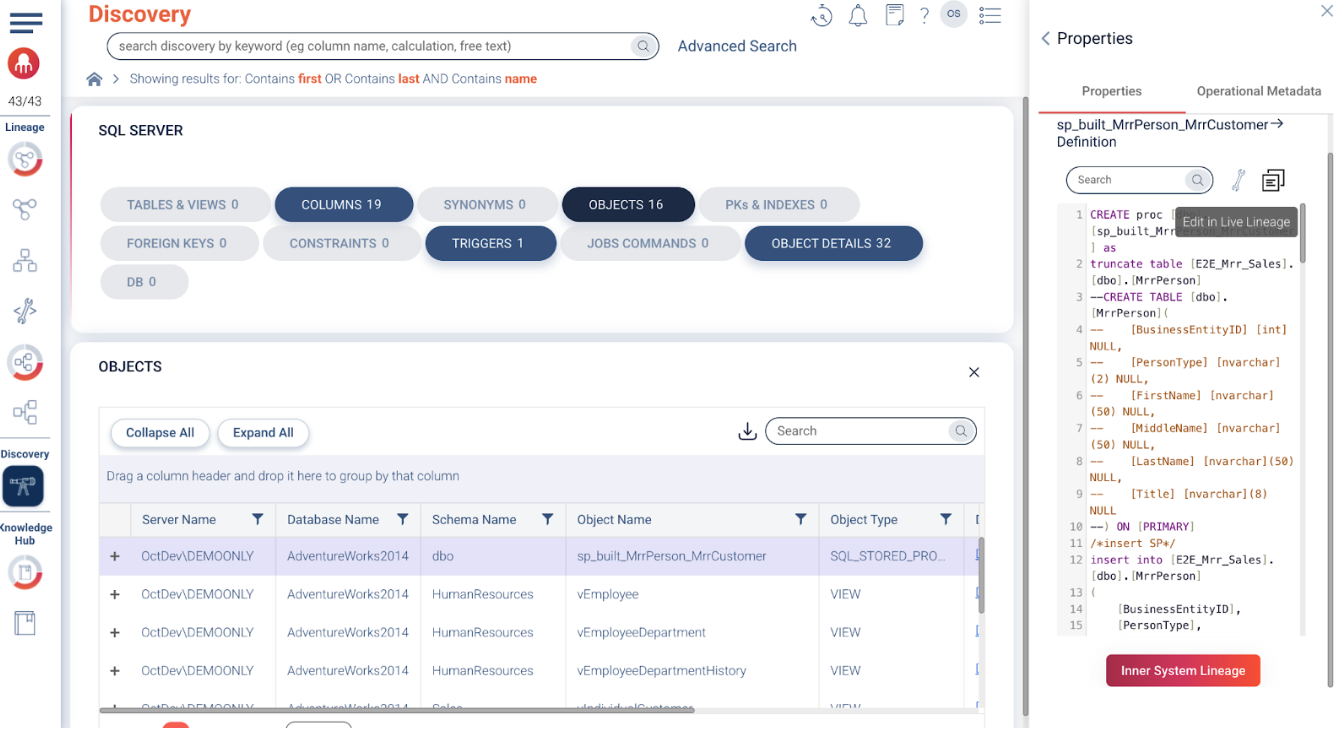 Discovery
?
OS
search discovery by keyword (eg column name, calculation, free text)
Advanced Search
Showing results for: Contains first OR Contains last AND Contains name
43/43
Lineage
Discovery
Knowledge
Hub
SQL SERVER
TABLES & VIEWS 0
COLUMNS 19
SYNONYMS 0
OBJECTS 16
PKs & INDEXES 0
FOREIGN KEYS 0
CONSTRAINTS 0
TRIGGERS 1
JOBS COMMANDS 0
OBJECT DETAILS 32
DB 0
OBJECTS
Collapse All
Expand All
Search
Drag a column header and drop it here to group by that column
Server Name Database Name Schema Name Object Name Object Type
+ OctDev\DEMOONLY AdventureWorks2014 dbo sp_built_MrrPerson_MrrCustomer SQL_STORED_PRO...
+ OctDev\DEMOONLY AdventureWorks2014 HumanResources vEmployee VIEW
+ OctDev\DEMOONLY AdventureWorks2014 HumanResources vEmployeeDepartment VIEW
+ OctDev\DEMOONLY AdventureWorks2014 HumanResources vEmployeeDepartmentHistory VIEW
Properties
Properties
Operational Metadata
sp_built_MrrPerson_MrrCustomer→
Definition
Search
Edit in Live Lineage
1 CREATE proc
] as
2 truncate table [E2E_Mrr_Sales].
[dbo].[MrrPerson]
3 --CREATE TABLE [dbo].
[MrrPerson](
4 -- [BusinessEntityID] [int]
NULL,
5 -- [PersonType] [nvarchar]
(2) NULL,
6 -- [FirstName] [nvarchar]
(50) NULL,
7 -- [MiddleName] [nvarchar]
(50) NULL,
8 -- [LastName] [nvarchar](50)
NULL,
9 -- [Title] [nvarchar](8)
NULL
10 --) ON [PRIMARY]
11 /*insert SP*/
12 insert into [E2E_Mrr_Sales].
[dbo].[MrrPerson]
13 (
14 [BusinessEntityID],
15 [PersonType],
Inner System Lineage